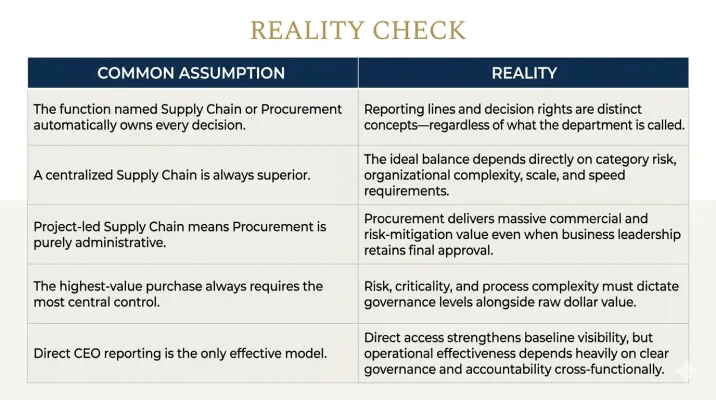 REALITY CHECK
COMMON ASSUMPTION
REALITY
The function named Supply Chain or Procurement
automatically owns every decision.
Reporting lines and decision rights are distinct
concepts—regardless of what the department is called.
A centralized Supply Chain is always superior.
The ideal balance depends directly on category risk,
organizational complexity, scale, and speed
requirements.
Project-led Supply Chain means Procurement is
purely administrative.
Procurement delivers massive commercial and
risk-mitigation value even when business leadership
retains final approval.
The highest-value purchase always requires the
most central control.
Risk, criticality, and process complexity must dictate
governance levels alongside raw dollar value.
Direct CEO reporting is the only effective model.
Direct access strengthens baseline visibility, but
operational effectiveness depends heavily on clear
governance and accountability cross-functionally.